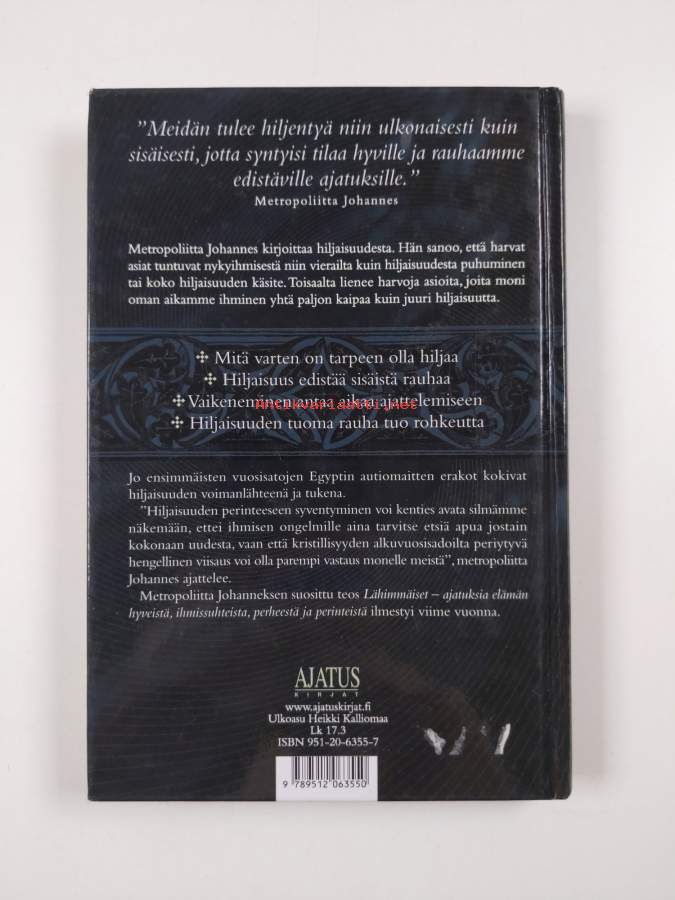 ”Meidän tulee hiljentyä niin ulkonaisesti kuin
sisäisesti, jotta syntyisi tilaa hyville ja rauhaamme
edistäville ajatuksille.”
Metropoliitta Johannes
Metropoliitta Johannes kirjoittaa hiljaisuudesta. Hän sanoo, että harvat
asiat tuntuvat nykyihmisestä niin vierailta kuin hiljaisuudesta puhuminen
tai koko hiljaisuuden käsite. Toisaalta lienee harvoja asioita, joita moni
oman aikamme ihminen yhtä paljon kaipaa kuin juuri hiljaisuutta.
✣ Mitä varten on tarpeen olla hiljaa
✣ Hiljaisuus edistää sisäistä rauhaa
✣ Vaikeneminen antaa aikaa ajattelemiseen
Antikvariaatti.net
✣ Hiljaisuuden tuoma rauha tuo rohkeutta
Jo ensimmäisten vuosisatojen Egyptin autiomaitten erakot kokivat
hiljaisuuden voimanlähteenä ja tukena.
”Hiljaisuuden perinteeseen syventyminen voi kenties avata silmämme
näkemään, ettei ihmisen ongelmille aina tarvitse etsiä apua jostain
kokonaan uudesta, vaan että kristillisyyden alkuvuosisadoilta periytyvä
hengellinen viisaus voi olla parempi vastaus monelle meistä”, metropoliitta
Johannes ajattelee.
Metropoliitta Johanneksen suosittu teos Lähimmäiset – ajatuksia elämän
hyveistä, ihmissuhteista, perheestä ja perinteistä ilmestyi viime vuonna.
AJATUS
KIRJAT
www.ajatuskirjat.fi
Ulkoasu Heikki Kalliomaa
Lk 17.3
ISBN 951-20-6355-7
9 789512 063550